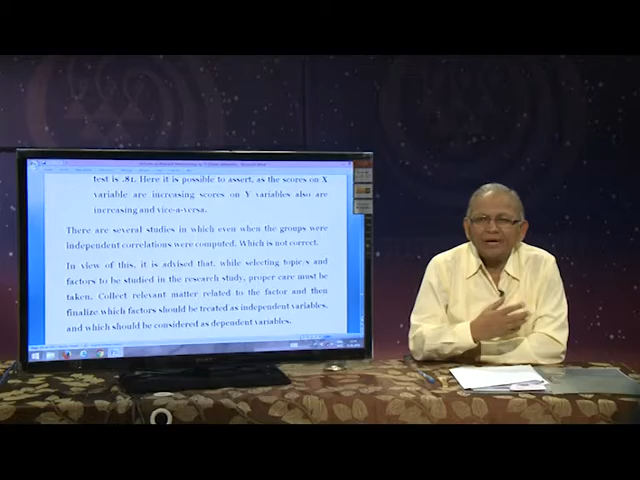 test is .81. Here it is possible to assert, as the scores on X
variable are increasing scores on Y variables also are
increasing and vice-a-versa.
There are several studies in which even when the groups were
independent correlations were computed. Which is not correct.
In view of this, it is advised that, while selecting topic/s and
factors to be studied in the research study, proper care must be
taken. Collect relevant matter related to the factor and then
finalize which factors should be treated as independent variables,
and which should be considered as dependent variables.